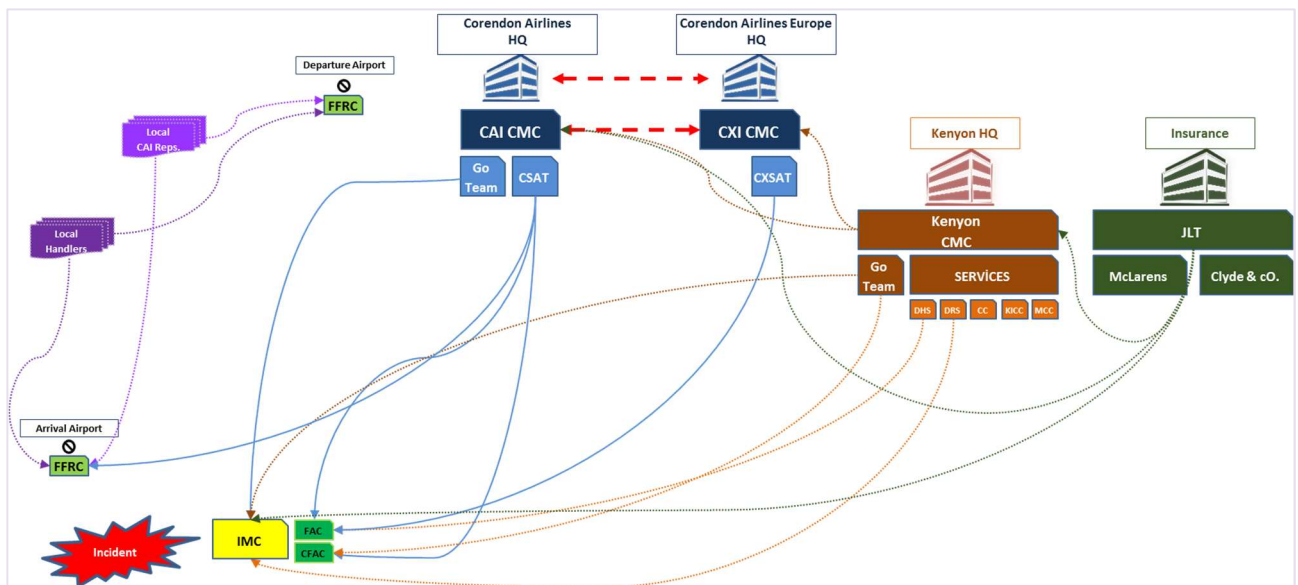 Corendon Airlines
HQ
Corendon Airlines Europe
HQ
Departure Airport
FFRC
Local
CAI Reps.
CAI CMC
CXI CMC
Kenyon HQ
Insurance
Go
Team
CSAT
CXSAT
Local
Handlers
Kenyon
CMC
JLT
Go
Team
SERVİCES
McLarens
Clyde & cO.
DHS
DRS
CC
KICC
MCC
Arrival Airport
FFRC
Incident
IMC
FAC
CFAC